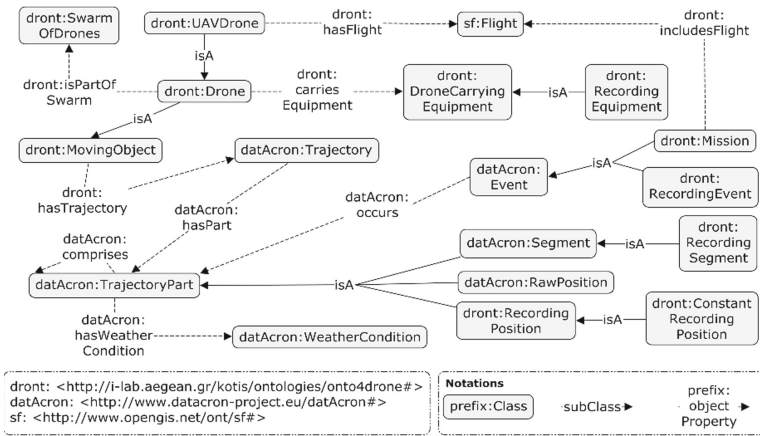 dront:Swarm
OfDrones
dront:UAVDrone
dront:
hasFlight
sf:Flight
dront:
includesFlight
isA
dront:isPartOf
Swarm
dront:Drone
dront:
carries
Equipment
dront:
DroneCarrying
Equipment
isA
dront:
Recording
Equipment
isA
dront:MovingObject
datAcron:Trajectory
dront:Mission
datAcron:
Event
isA
dront:
RecordingEvent
dront:
hasTrajectory
datAcron:
hasPart
datAcron:
occurs
datAcron:
comprises
datAcron:Segment
isA
dront:
Recording
Segment
datAcron:TrajectoryPart
isA
datAcron:RawPosition
dront:Recording
Position
isA
dront:Constant
Recording
Position
datAcron:
hasWeather
Condition
datAcron:WeatherCondition
dront: <http://i-lab.aegean.gr/kotis/ontologies/onto4drone#>
datAcron: <http://www.datacron-project.eu/datAcron#>
sf: <http://www.opengis.net/ont/sf#>
Notations
prefix:Class
subClass
prefix:
object
Property